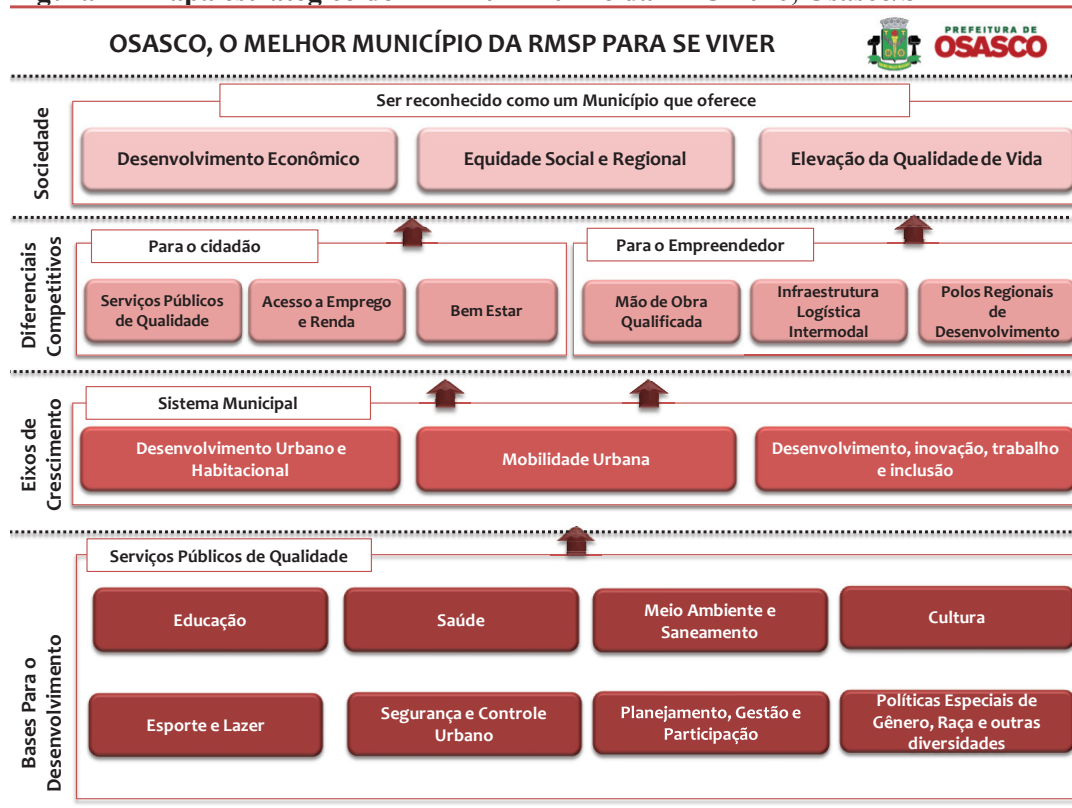 OSASCO, O MELHOR MUNICÍPIO DA RMSP PARA SE VIVER
PREFEITURA DE
OSASCO
Sociedade
Ser reconhecido como um Município que oferece
Desenvolvimento Econômico
Equidade Social e Regional
Elevação da Qualidade de Vida
Diferenciais
Competitivos
Para o cidadão
Serviços Públicos
de Qualidade
Acesso a Emprego
e Renda
Bem Estar
Para o Empreendedor
Mão de Obra
Qualificada
Infraestrutura
Logística
Intermodal
Polos Regionais
de
Desenvolvimento
Eixos de
Crescimento
Sistema Municipal
Desenvolvimento Urbano e
Habitacional
Mobilidade Urbana
Desenvolvimento, inovação, trabalho
e inclusão
Bases Para o
Desenvolvimento
Serviços Públicos de Qualidade
Educação
Saúde
Meio Ambiente e
Saneamento
Cultura
Esporte e Lazer
Segurança e Controle
Urbano
Planejamento, Gestão e
Participação
Políticas Especiais de
Gênero, Raça e outras
diversidades